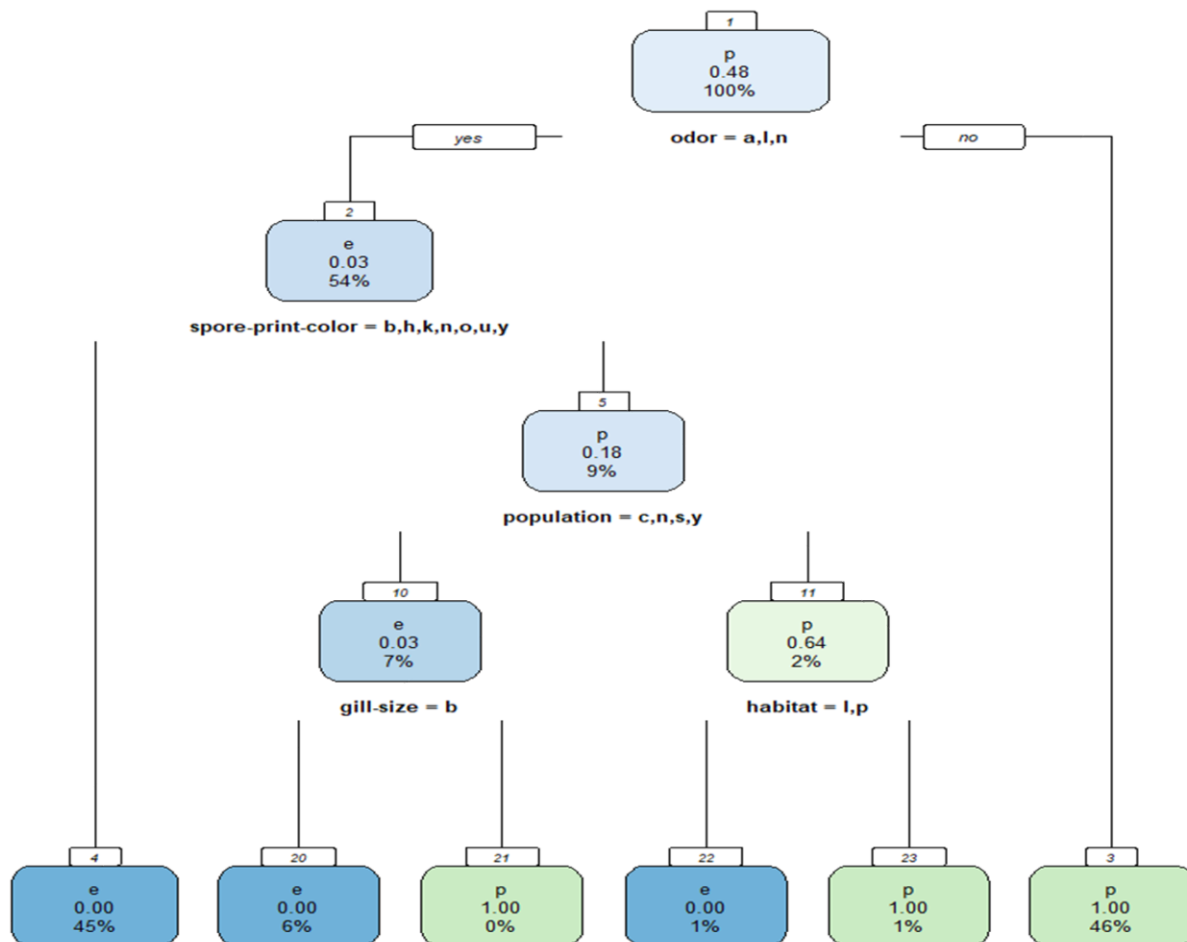 1
p
0.48
100%
yes
odor = a,l,n
no
2
e
0.03
54%
spore-print-color = b,h,k,n,o,u,y
5
p
0.18
9%
population = c,n,s,y
10
e
0.03
7%
gill-size = b
11
p
0.64
2%
habitat = l,p
4
e
0.00
45%
20
e
0.00
6%
21
p
1.00
0%
22
e
0.00
1%
23
p
1.00
1%
3
p
1.00
46%